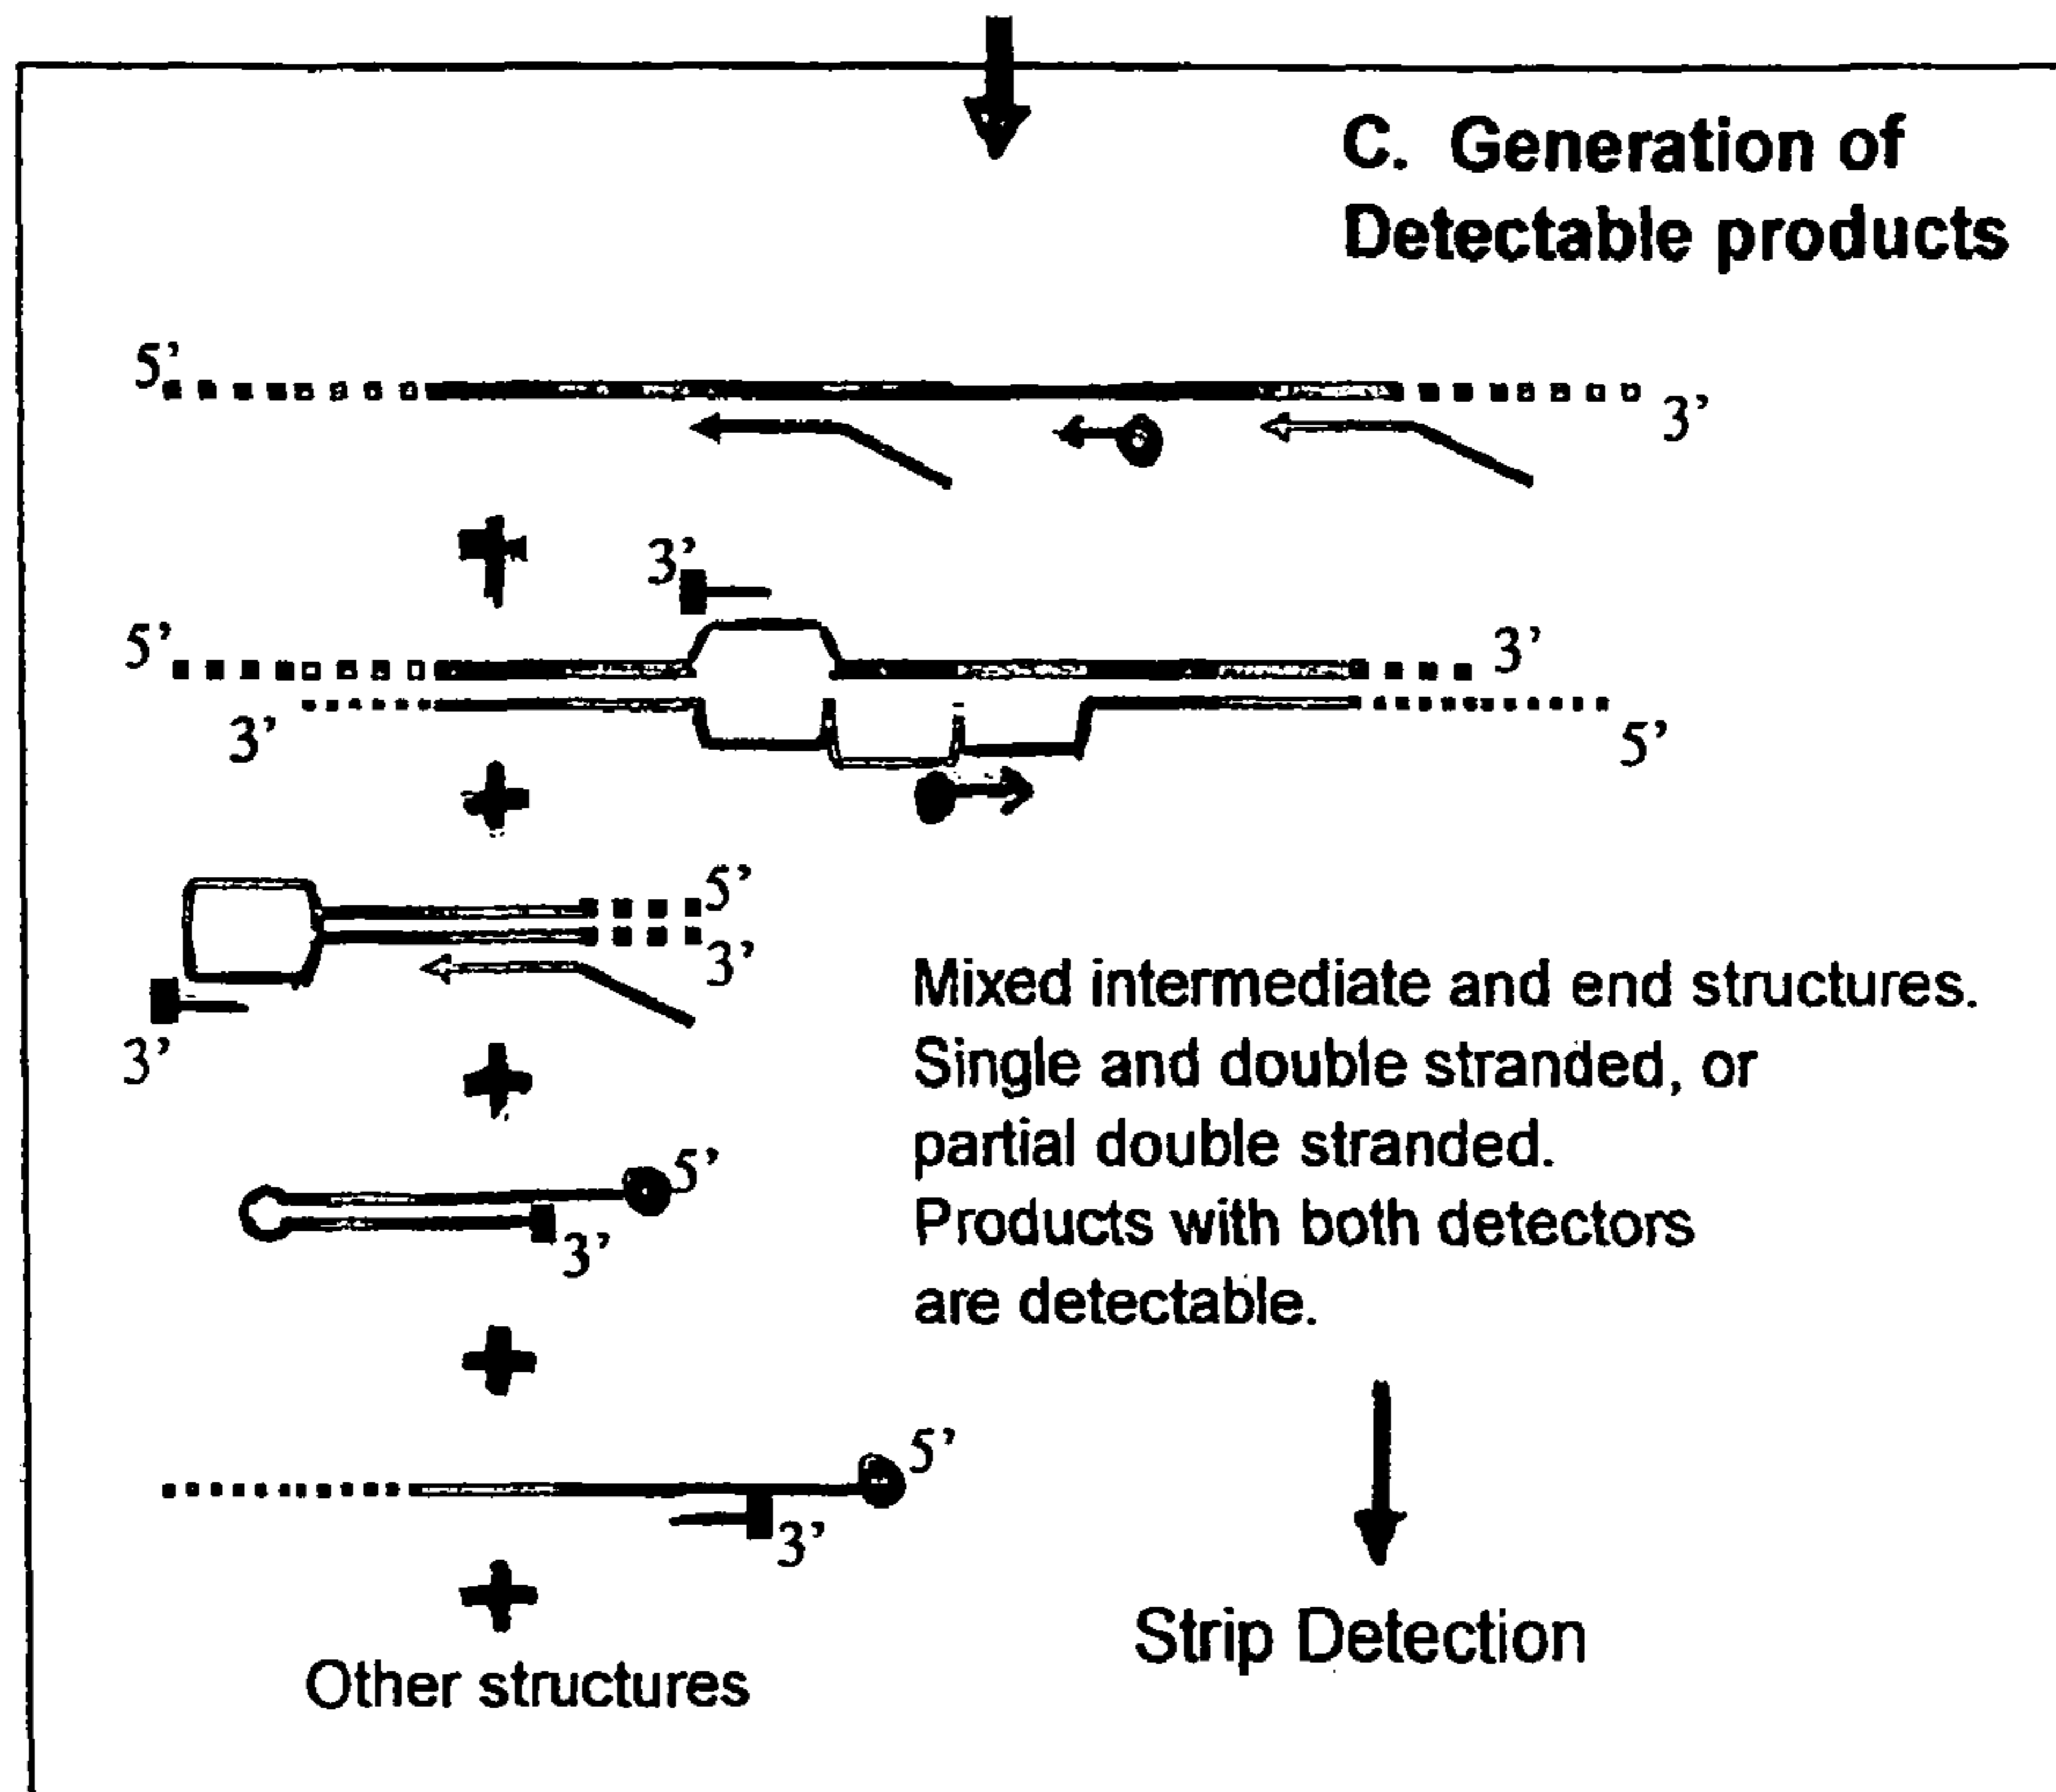 C. Generation of
Detectable products
5’
3’
3’
5’
3’
3’
5’
5’
3’
3’
Mixed intermediate and end structures.
Single and double stranded, or
partial double stranded.
Products with both detectors
are detectable.
5’
3’
5’
3’
Strip Detection
Other structures